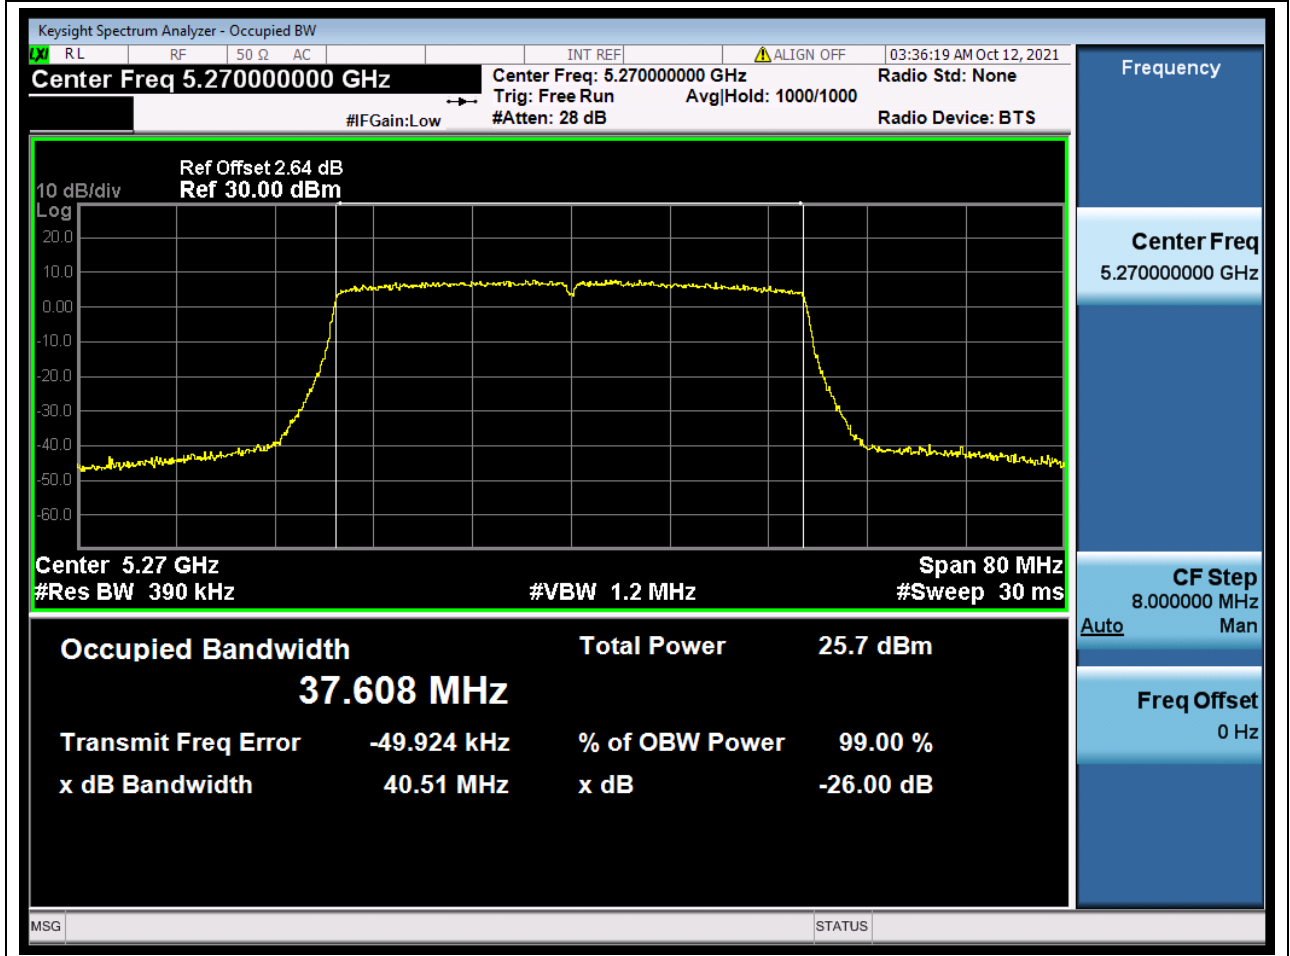 Keysight Spectrum Analyzer - Occupied BW
LXI RL RF 50 Ω AC INT REF ALIGN OFF 03:36:19 AM Oct 12, 2021
Center Freq 5.270000000 GHz
Center Freq: 5.270000000 GHz
Radio Std: None
Trig: Free Run Avg|Hold: 1000/1000
#IFGain:Low
#Atten: 28 dB
Radio Device: BTS
Ref Offset 2.64 dB
10 dB/div Ref 30.00 dBm
Log
20.0
10.0
0.00
-10.0
-20.0
-30.0
-40.0
-50.0
-60.0
Center 5.27 GHz Span 80 MHz
#Res BW 390 kHz #VBW 1.2 MHz #Sweep 30 ms
Occupied Bandwidth Total Power 25.7 dBm
37.608 MHz
Transmit Freq Error -49.924 kHz % of OBW Power 99.00 %
x dB Bandwidth 40.51 MHz x dB -26.00 dB
Frequency
Center Freq
5.270000000 GHz
CF Step
8.000000 MHz
Auto Man
Freq Offset
0 Hz
MSG STATUS